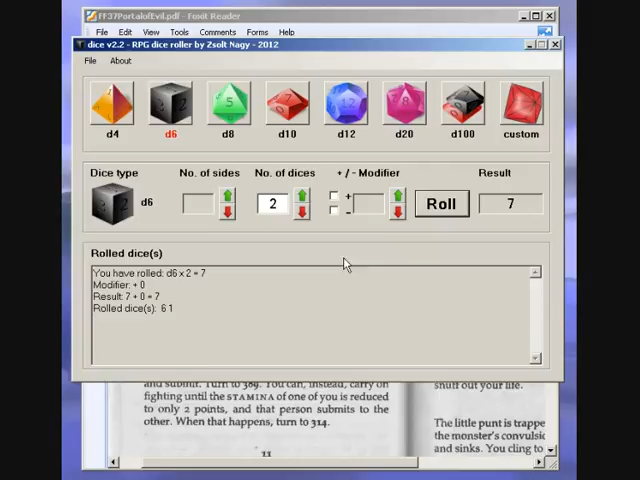 FF37PortalofEvil.pdf - Foxit Reader
File Edit View Tools Comments Forms Help
dice v2.2 - RPG dice roller by Zsolt Nagy - 2012
File About
d4 d6 d8 d10 d12 d20 d100 custom
Dice type No. of sides No. of dices + / - Modifier Result
d6 2 + - Roll 7
Rolled dice(s)
You have rolled: d6 x 2 = 7
Modifier: + 0
Result: 7 + 0 = 7
Rolled dice(s): 6 1
and submit. Turn to 389. You can, instead, carry on
fighting until the STAMINA of one of you is reduced
to only 2 points, and that person submits to the
other. When that happens, turn to 314.
11
snuff out your life.
The little punt is trappe
the monster's convulsic
and sinks. You cling to